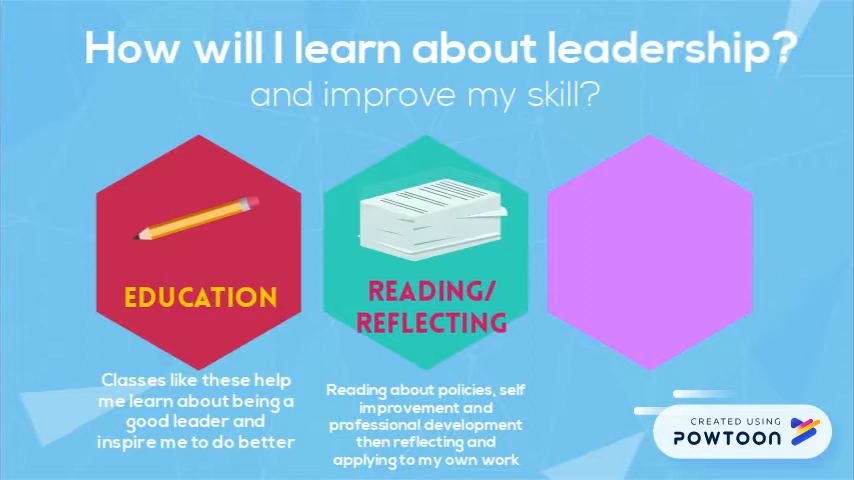 How will I learn about leadership?
and improve my skill?
EDUCATION
Classes like these help
me learn about being a
good leader and
inspire me to do better
READING/
REFLECTING
Reading about policies, self
improvement and
professional development
then reflecting and
applying to my own work
CREATED USING
POWTOON